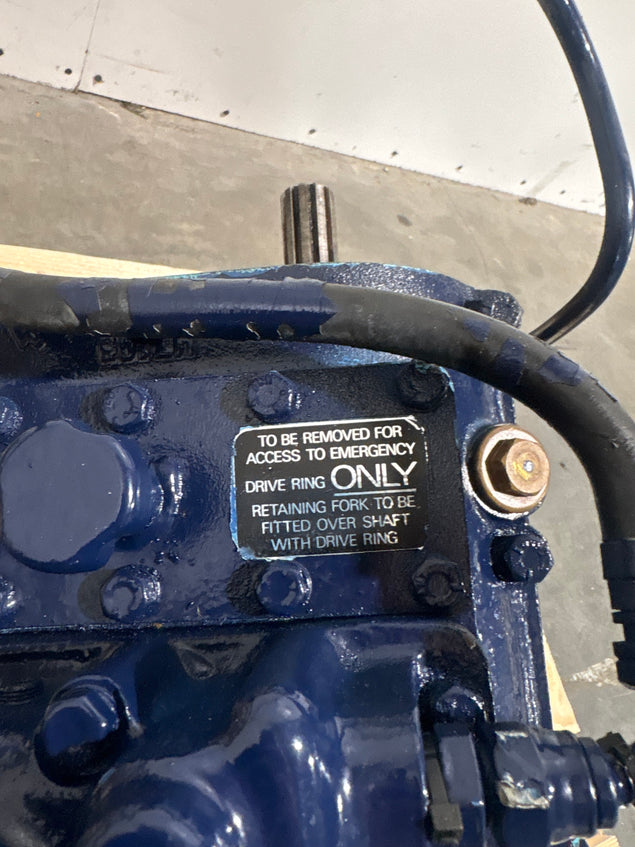 TO BE REMOVED FOR
ACCESS TO EMERGENCY
DRIVE RING ONLY
RETAINING FORK TO BE
FITTED OVER SHAFT
WITH DRIVE RING